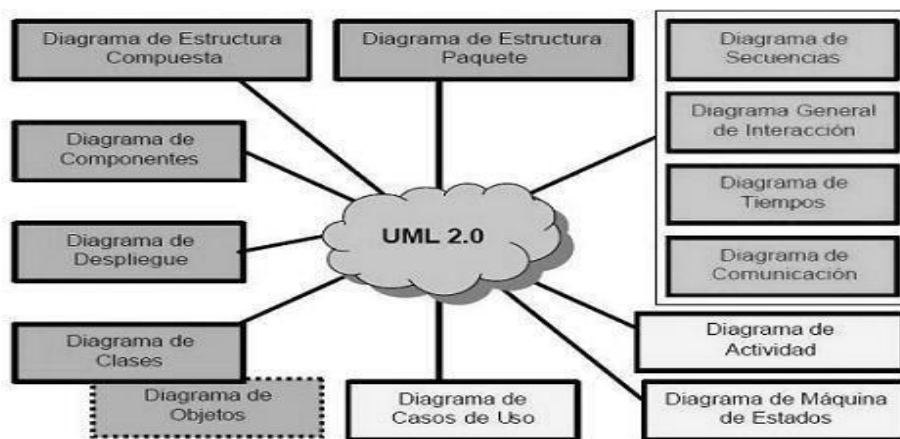 Diagrama de Estructura
Compuesta
Diagrama de Estructura
Paquete
Diagrama de
Secuencias
Diagrama General
de Interacción
Diagrama de
Componentes
Diagrama de
Tiempos
UML 2.0
Diagrama de
Despliegue
Diagrama de
Comunicación
Diagrama de
Clases
Diagrama de
Actividad
Diagrama de
Objetos
Diagrama de
Casos de Uso
Diagrama de Máquina
de Estados